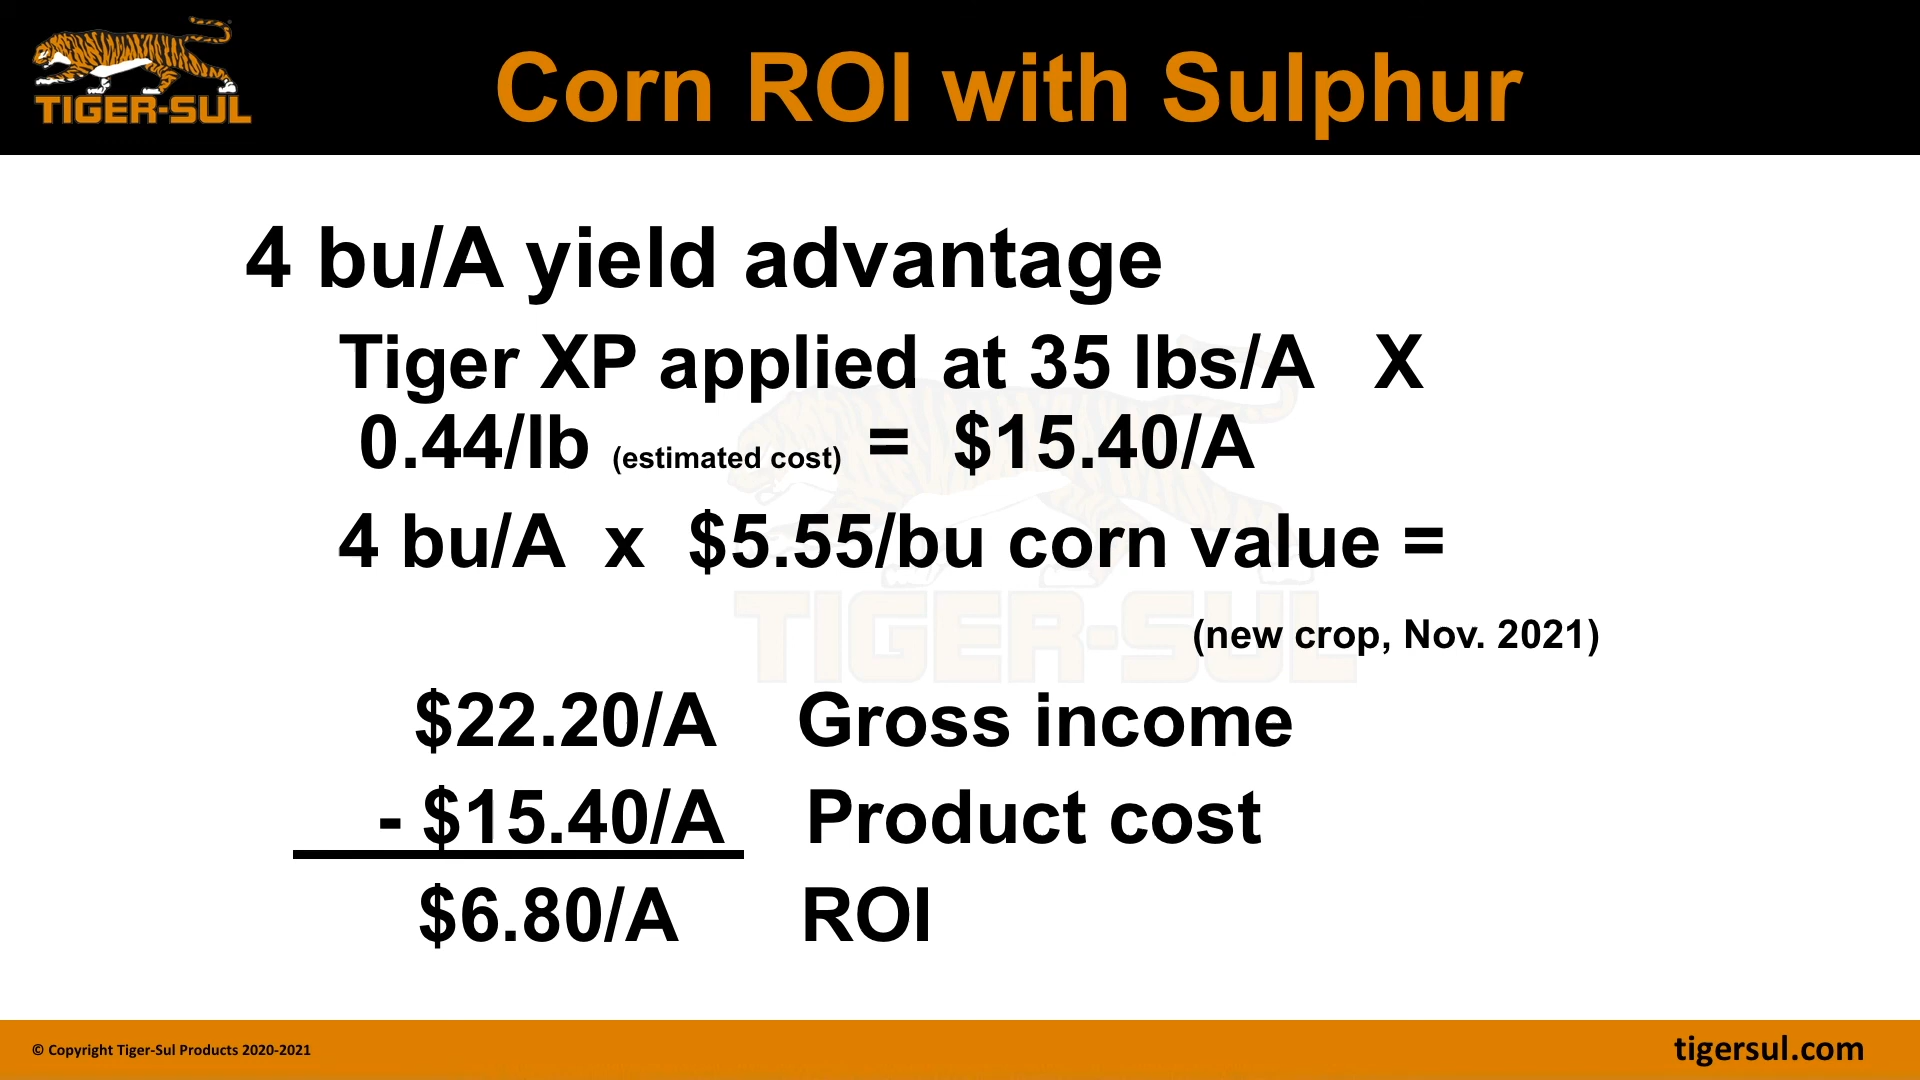 TIGER-SUL
Corn ROI with Sulphur
4 bu/A yield advantage
Tiger XP applied at 35 lbs/A X
0.44/lb (estimated cost) = $15.40/A
4 bu/A x $5.55/bu corn value =
TIGER-SUL
(new crop, Nov. 2021)
$22.20/A Gross income
- $15.40/A Product cost
$6.80/A ROI
© Copyright Tiger-Sul Products 2020-2021
tigersul.com